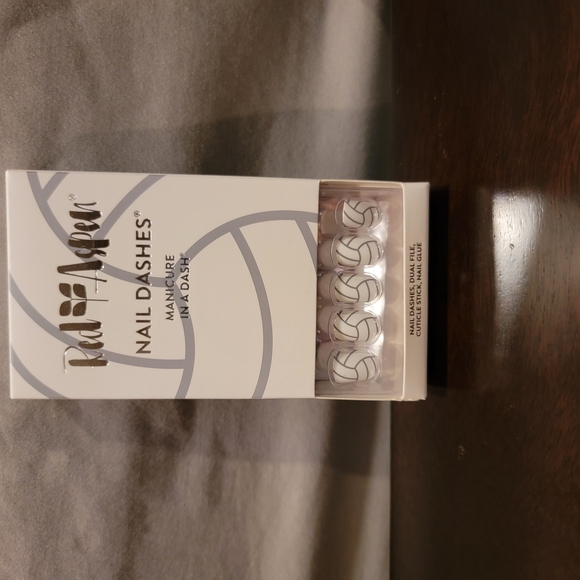 Red Aspen®
NAIL DASHES®
MANICURE
IN A DASH®
NAIL DASHES, DUAL FILE,
CUTICLE STICK, NAIL GLUE